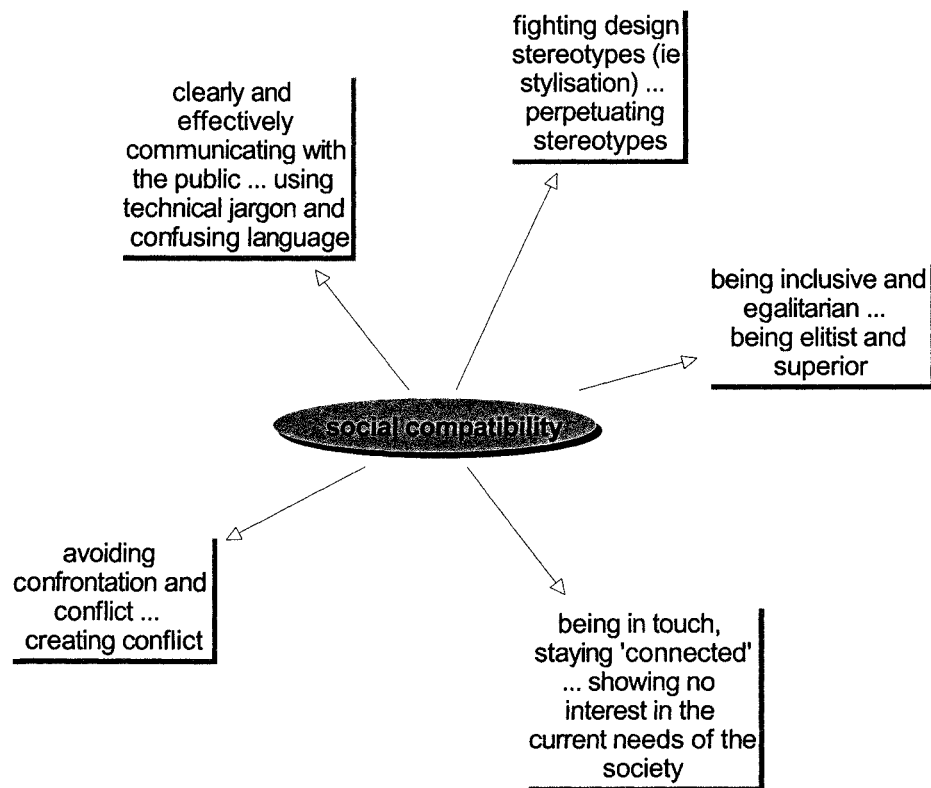 fighting design
stereotypes (ie
stylisation) ...
perpetuating
stereotypes
clearly and
effectively
communicating with
the public ... using
technical jargon and
confusing language
being inclusive and
egalitarian ...
being elitist and
superior
social compatibility
avoiding
confrontation and
conflict ...
creating conflict
being in touch,
staying 'connected'
... showing no
interest in the
current needs of the
society